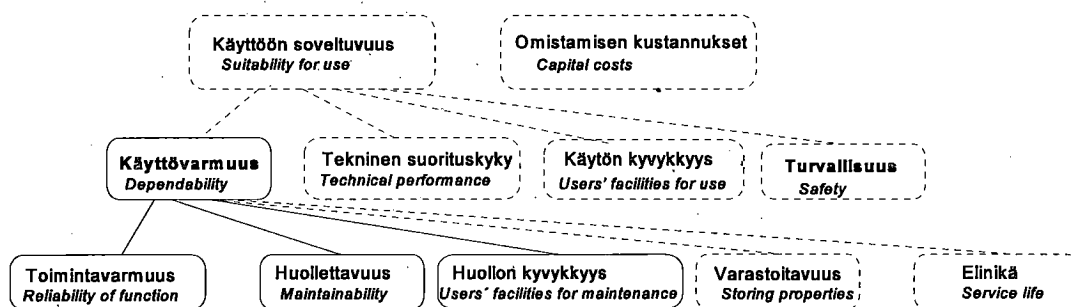 Käyttöön soveltuvuus
Suitability for use
Omistamisen kustannukset
Capital costs
Käyttövarmuus
Dependability
Tekninen suorituskyky
Technical performance
Käytön kyvykkyys
Users' facilities for use
Turvallisuus
Safety
Toimintavarmuus
Reliability of function
Huollettavuus
Maintainability
Huollon kyvykkyys
Users´ facilities for maintenance
Varastoitavuus
Storing properties
Elinikä
Service life